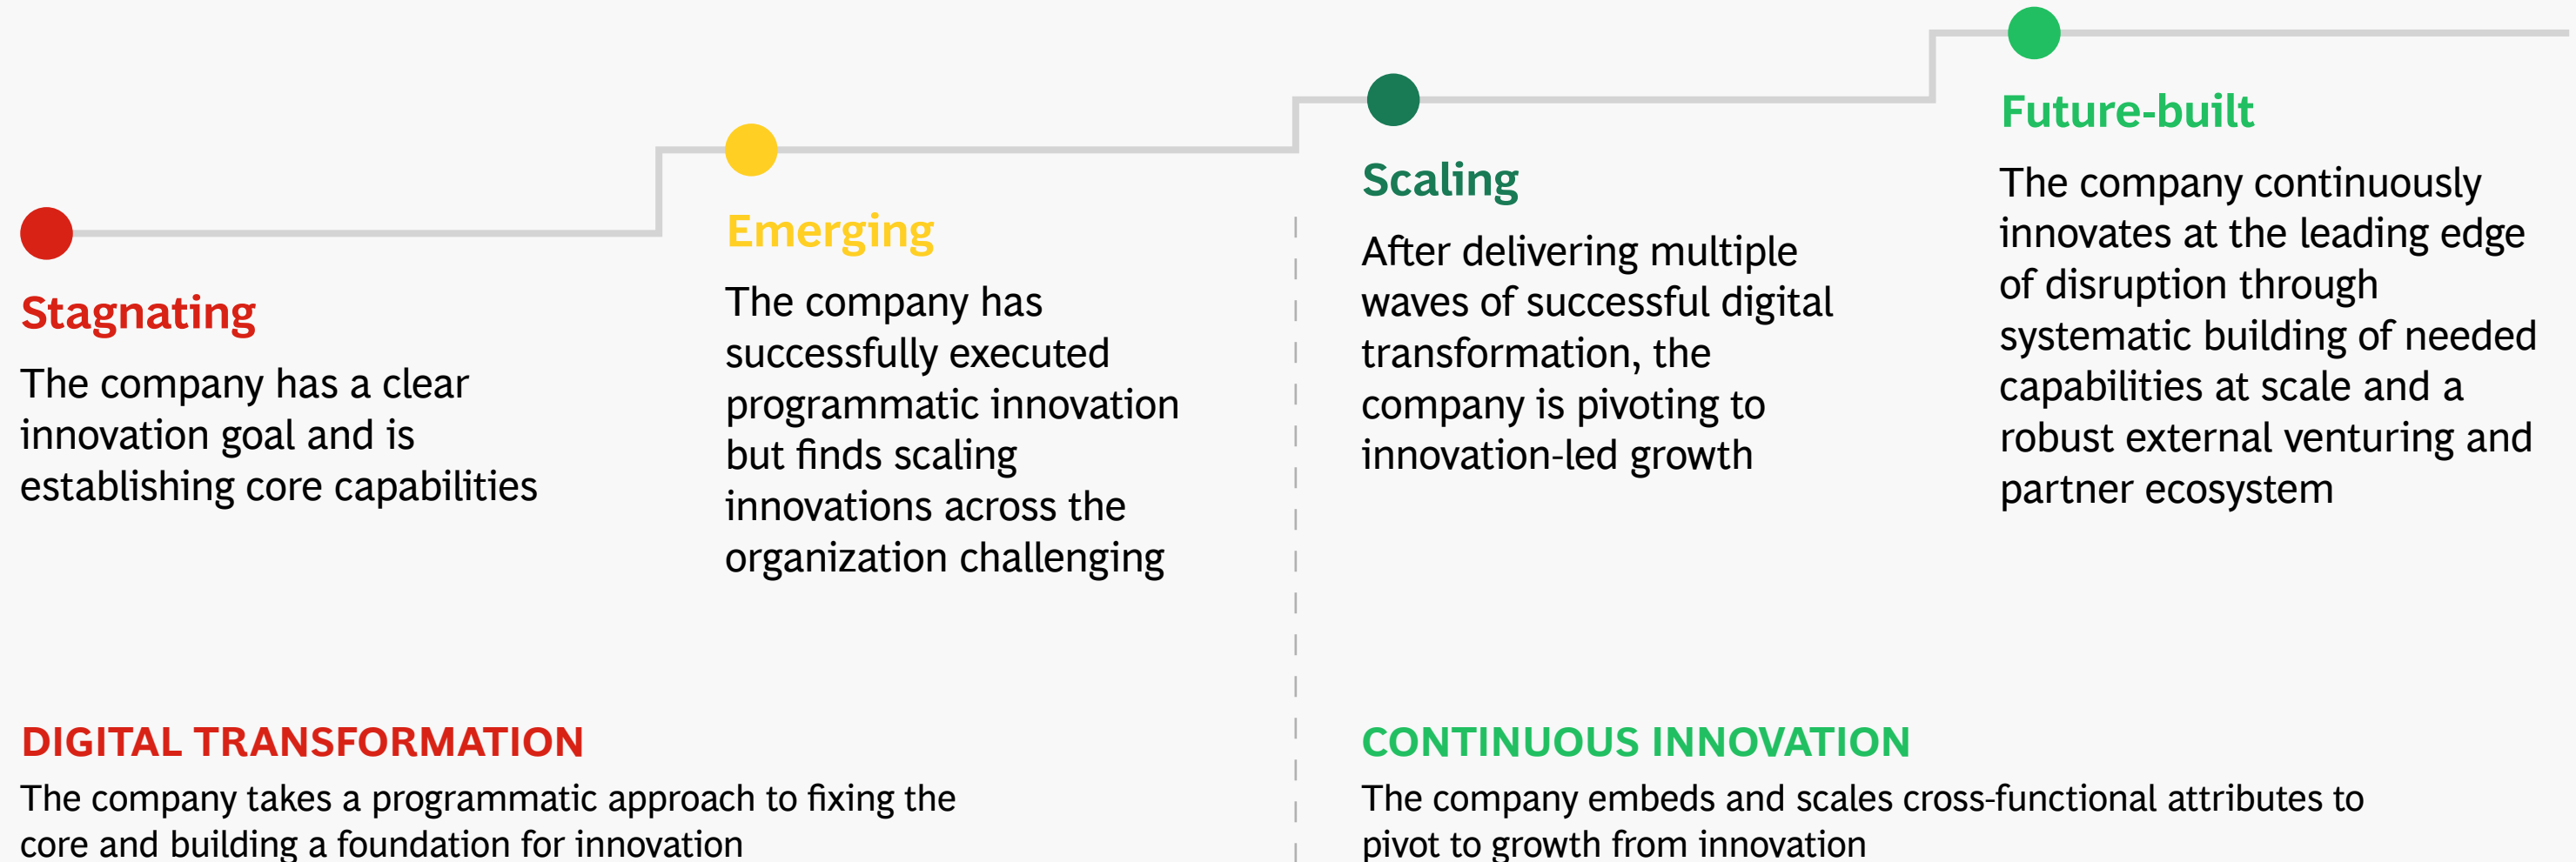 Stagnating
The company has a clear
innovation goal and is
establishing core capabilities
Emerging
The company has
successfully executed
programmatic innovation
but finds scaling
innovations across the
organization challenging
Scaling
After delivering multiple
waves of successful digital
transformation, the
company is pivoting to
innovation-led growth
Future-built
The company continuously
innovates at the leading edge
of disruption through
systematic building of needed
capabilities at scale and a
robust external venturing and
partner ecosystem
DIGITAL TRANSFORMATION
The company takes a programmatic approach to fixing the
core and building a foundation for innovation
CONTINUOUS INNOVATION
The company embeds and scales cross-functional attributes to
pivot to growth from innovation